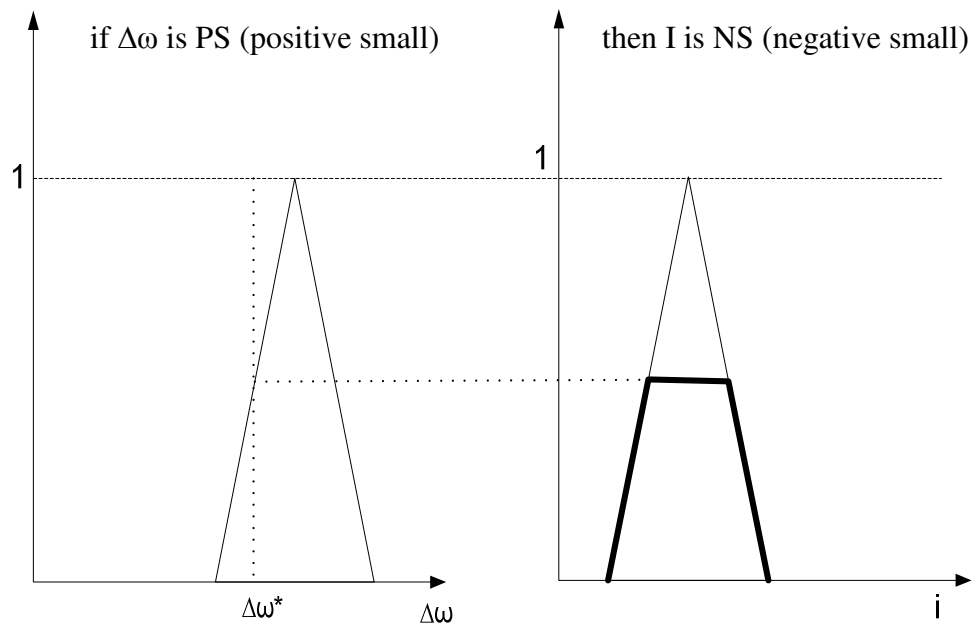 if Δω is PS (positive small)
then I is NS (negative small)
1
1
Δω*
Δω
i